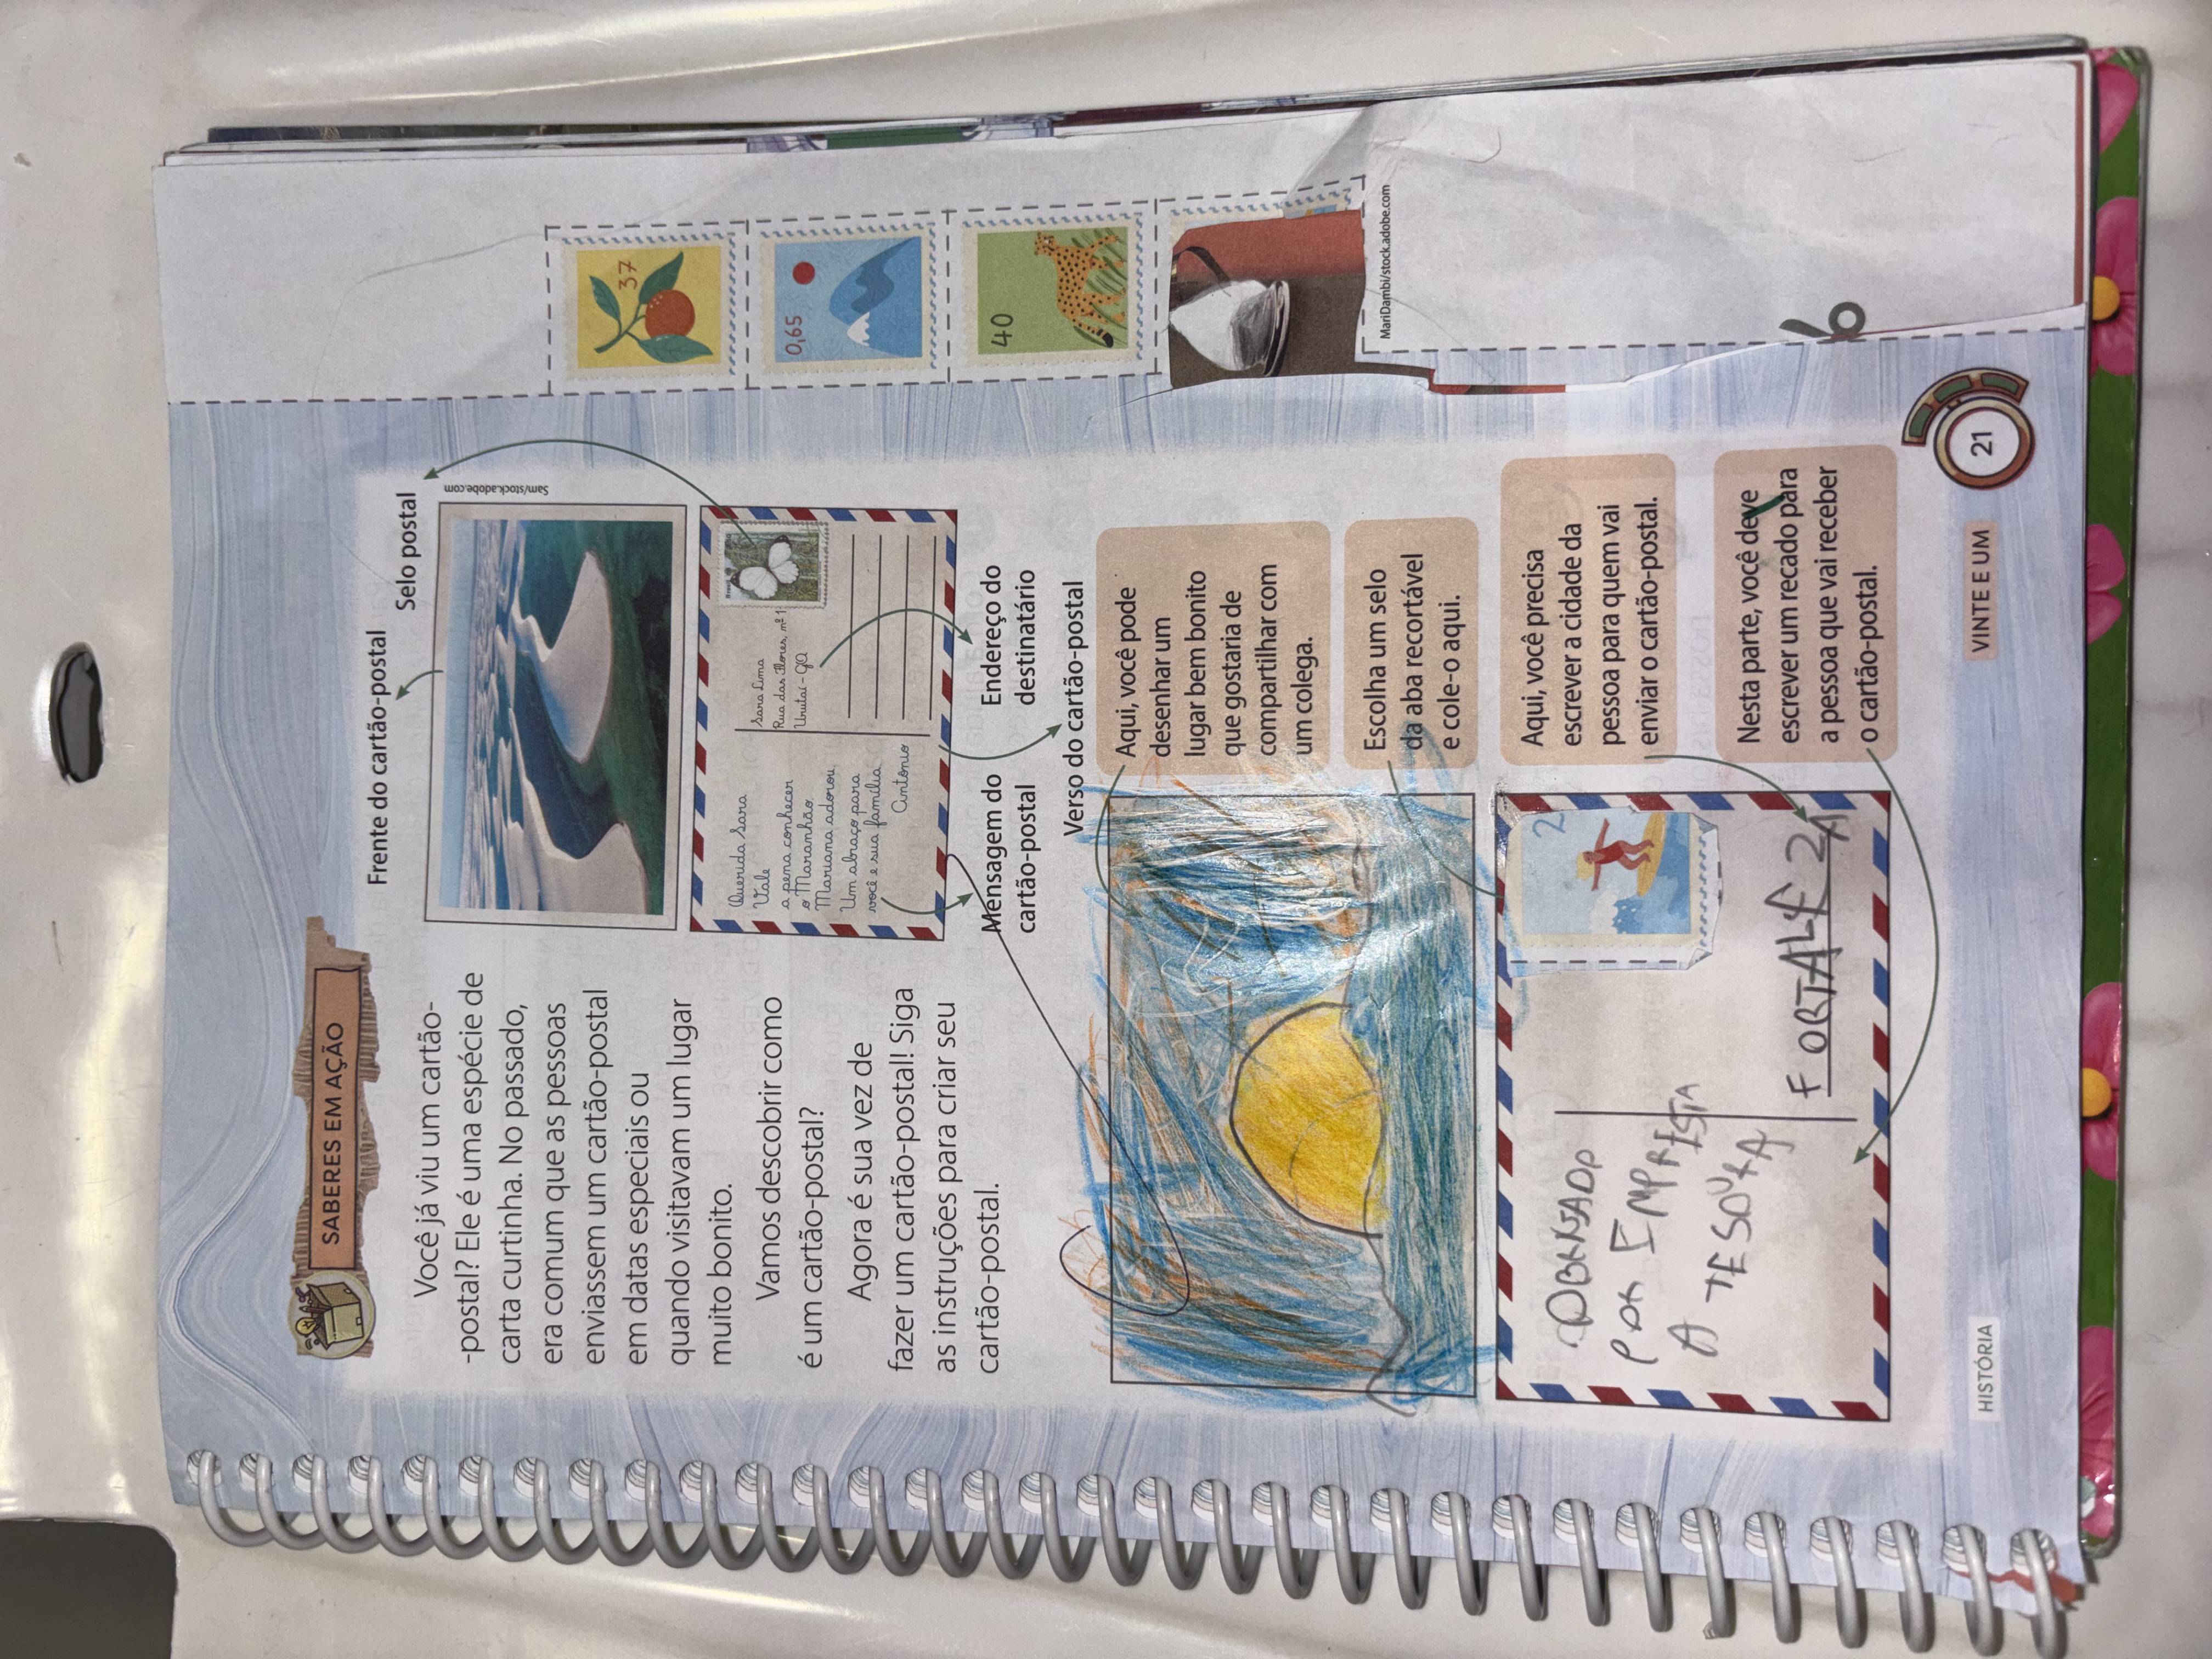 SABERES EM AÇÃO
Você já viu um cartão-
-postal? Ele é uma espécie de
carta curtinha. No passado,
era comum que as pessoas
enviassem um cartão-postal
em datas especiais ou
quando visitavam um lugar
muito bonito.
Vamos descobrir como
é um cartão-postal?
Agora é sua vez de
fazer um cartão-postal! Siga
as instruções para criar seu
cartão-postal.
Frente do cartão-postal
Selo postal
Sam/stock.adobe.com
Querida Sara
Vale
a pena conhecer
o Maranhão.
Mariana adorou.
Um abraço para
você e sua família.
Antônio
Sara Lima
Rua das Flores, nº 1
Urutaí - GO
Mensagem do
cartão-postal
Endereço do
destinatário
Verso do cartão-postal
Aqui, você pode
desenhar um
lugar bem bonito
que gostaria de
compartilhar com
um colega.
Escolha um selo
da aba recortável
e cole-o aqui.
OBRIGADO
POR EMPRESTA
A
TESOURA
2
FORTALEZA
Aqui, você precisa
escrever a cidade da
pessoa para quem vai
enviar o cartão-postal.
Nesta parte, você deve
escrever um recado para
a pessoa que vai receber
o cartão-postal.
37
0,65
40
MariDambi/stock.adobe.com
HISTÓRIA
VINTE E UM
21